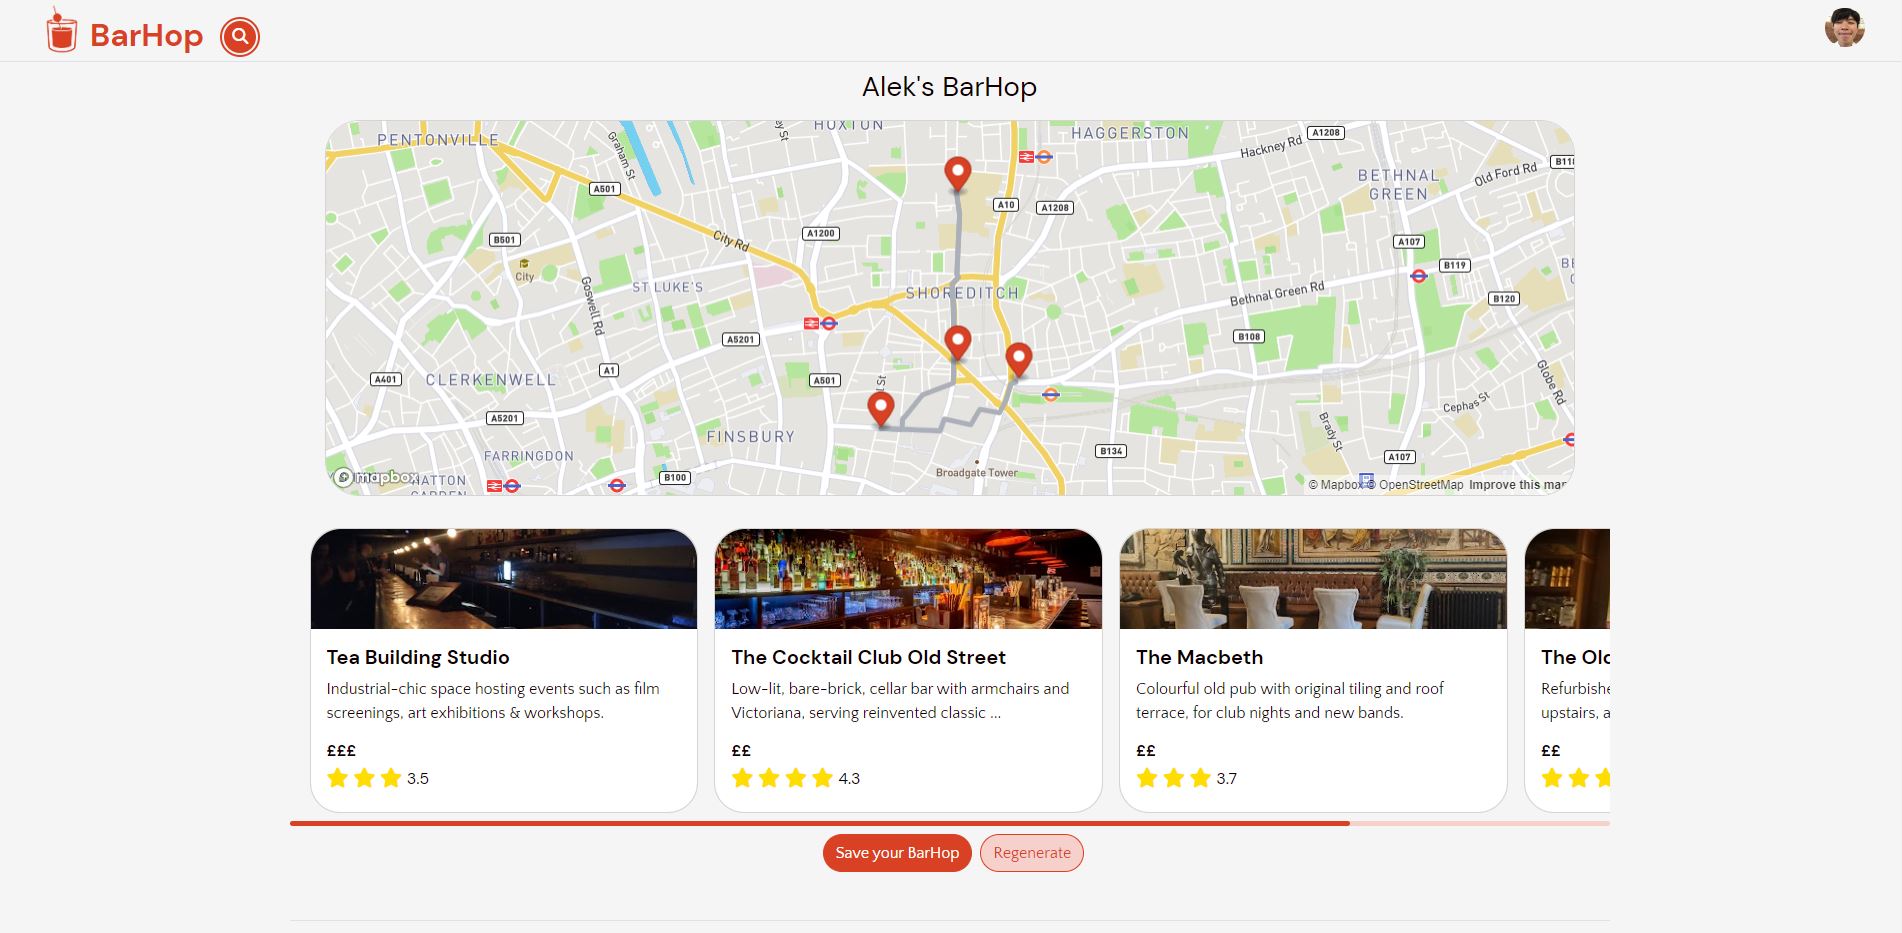 BarHop
Alek's BarHop
PENTONVILLE
Graham St
HOXTON
HAGGERSTON
Hackney Rd
A1208
A501
A10
A1208
BETHNAL
GREEN
Old Ford Rd
B501
City Rd
A1200
A107
B119
City
Goswell Rd
ST LUKE'S
SHOREDITCH
Bethnal Green Rd
B120
A5201
B108
A401
CLERKENWELL
A1
A501
Globe Rd
A5201
FINSBURY
Cephas St
Brady St
FARRINGDON
B134
A107
Broadgate Tower
B100
mapbox
HATTON
GARDEN
© Mapbox © OpenStreetMap Improve this map
Tea Building Studio
Industrial-chic space hosting events such as film
screenings, art exhibitions & workshops.
£££
3.5
The Cocktail Club Old Street
Low-lit, bare-brick, cellar bar with armchairs and
Victoriana, serving reinvented classic ...
££
4.3
The Macbeth
Colourful old pub with original tiling and roof
terrace, for club nights and new bands.
££
3.7
The Old
Refurbishe
upstairs, a
££
Save your BarHop
Regenerate